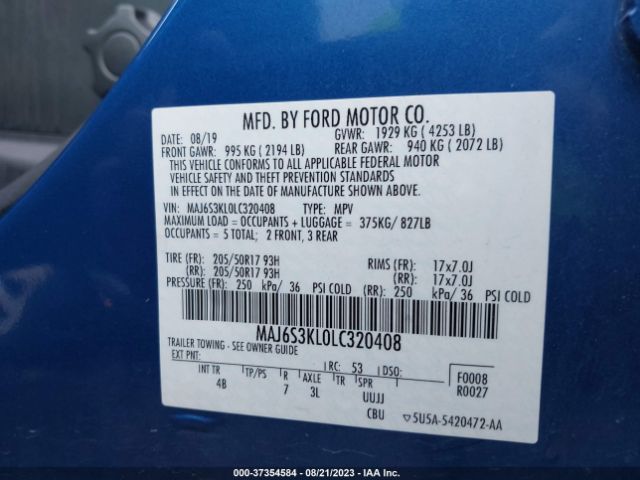 MFD. BY FORD MOTOR CO.
DATE: 08/19 GVWR: 1929 KG ( 4253 LB)
FRONT GAWR: 995 KG ( 2194 LB) REAR GAWR: 940 KG ( 2072 LB)
THIS VEHICLE CONFORMS TO ALL APPLICABLE FEDERAL MOTOR
VEHICLE SAFETY AND THEFT PREVENTION STANDARDS
IN EFFECT ON THE DATE OF MANUFACTURE SHOWN ABOVE.
VIN: MAJ6S3KL0LC320408 TYPE: MPV
MAXIMUM LOAD = OCCUPANTS + LUGGAGE = 375KG/ 827LB
OCCUPANTS = 5 TOTAL; 2 FRONT, 3 REAR
TIRE (FR): 205/50R17 93H RIMS (FR): 17x7.0J
(RR): 205/50R17 93H (RR): 17x7.0J
PRESSURE (FR): 250 kPa/ 36 PSI COLD (RR): 250 kPa/ 36 PSI COLD
MAJ6S3KL0LC320408
TRAILER TOWING - SEE OWNER GUIDE
EXT PNT: RC: 53 DSO: F0008
R0027
INT TR TP/PS R AXLE TR SPR
4B 7 3L UUJJ
CBU 5U5A-5420472-AA
000-37354584 / 08/21/2023 - IAA Inc.